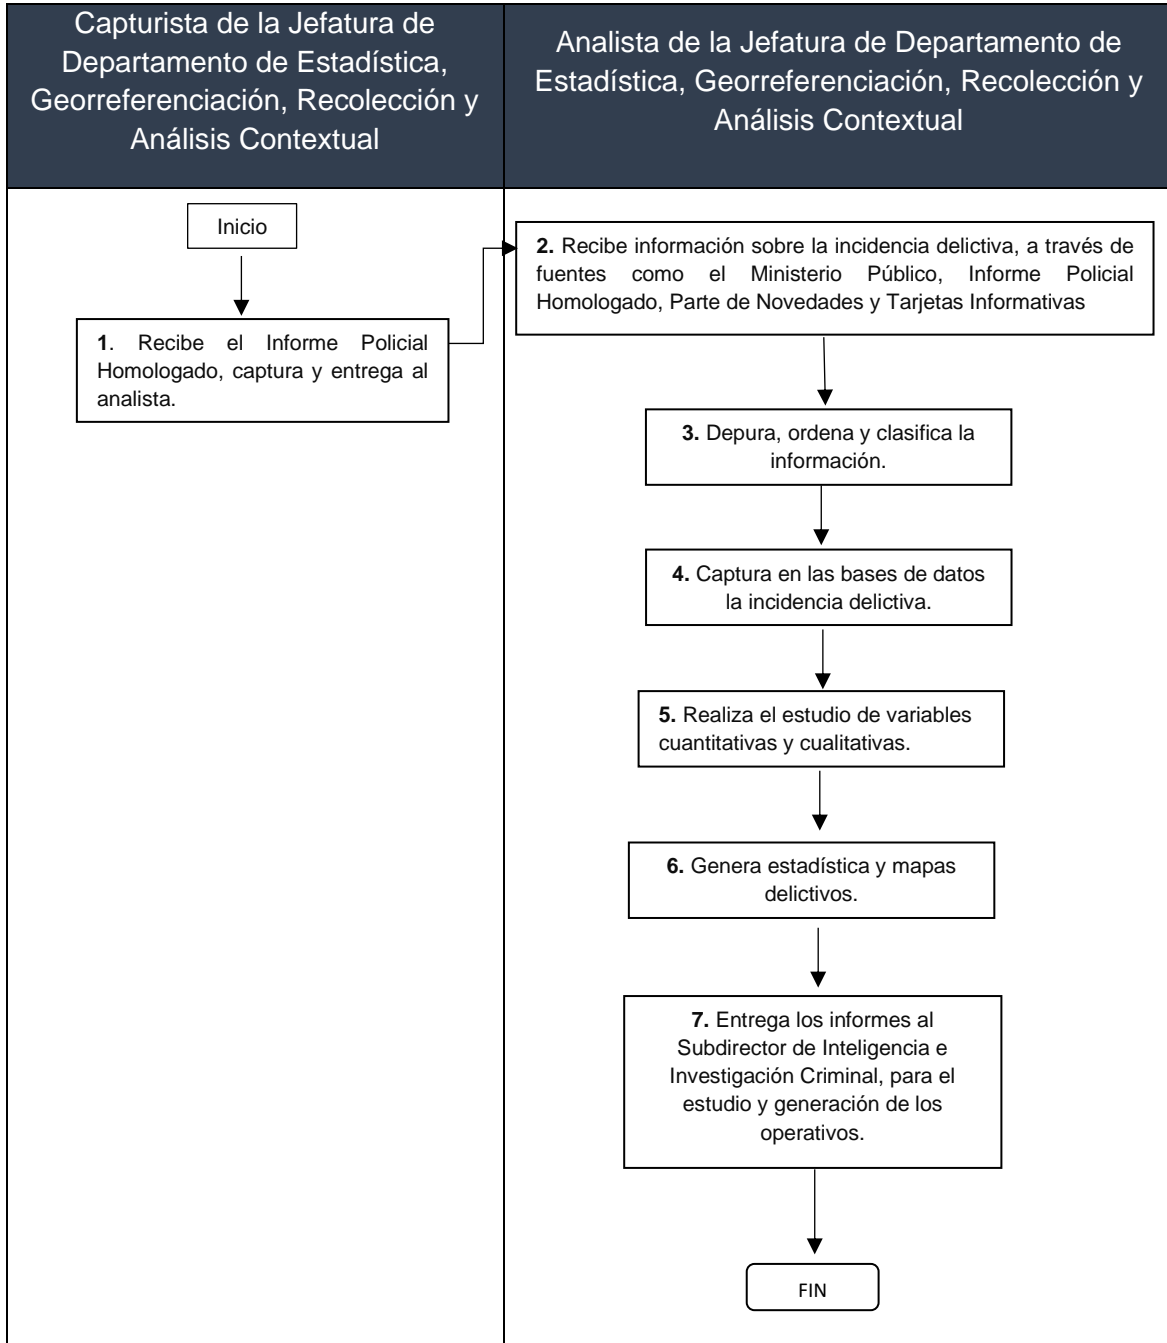 Capturista de la Jefatura de
Departamento de Estadística,
Georreferenciación, Recolección y
Análisis Contextual
Analista de la Jefatura de Departamento de
Estadística, Georreferenciación, Recolección y
Análisis Contextual
Inicio
1. Recibe el Informe Policial
Homologado, captura y entrega al
analista.
2. Recibe información sobre la incidencia delictiva, a través de
fuentes como el Ministerio Público, Informe Policial
Homologado, Parte de Novedades y Tarjetas Informativas
3. Depura, ordena y clasifica la
información.
4. Captura en las bases de datos
la incidencia delictiva.
5. Realiza el estudio de variables
cuantitativas y cualitativas.
6. Genera estadística y mapas
delictivos.
7. Entrega los informes al
Subdirector de Inteligencia e
Investigación Criminal, para el
estudio y generación de los
operativos.
FIN